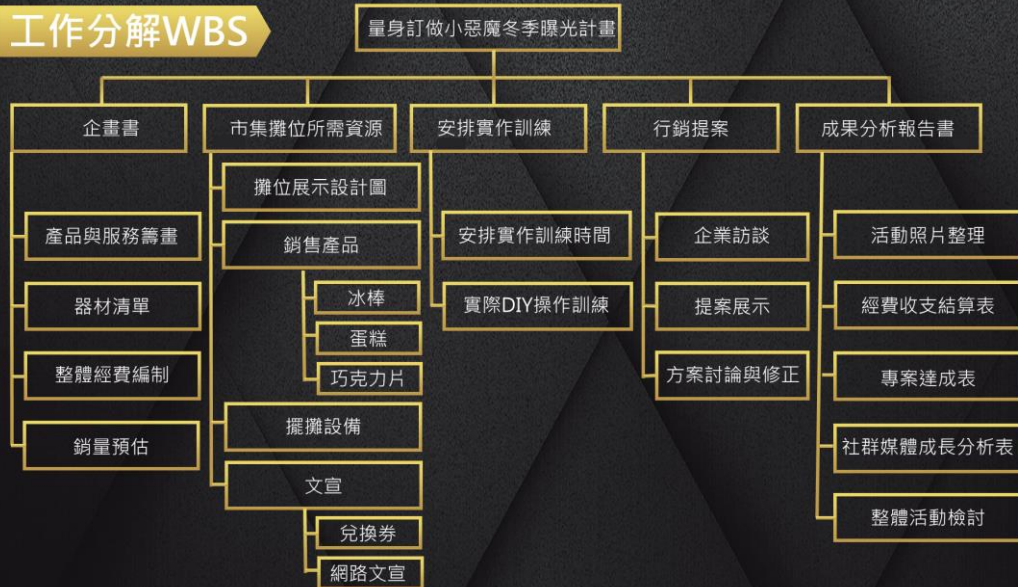 工作分解WBS
量身訂做小惡魔冬季曝光計畫
企畫書
產品與服務籌畫
器材清單
整體經費編制
銷量預估
市集攤位所需資源
攤位展示設計圖
銷售產品
冰棒
蛋糕
巧克力片
擺攤設備
文宣
兌換券
網路文宣
安排實作訓練
安排實作訓練時間
實際DIY操作訓練
行銷提案
企業訪談
提案展示
方案討論與修正
成果分析報告書
活動照片整理
經費收支結算表
專案達成表
社群媒體成長分析表
整體活動檢討